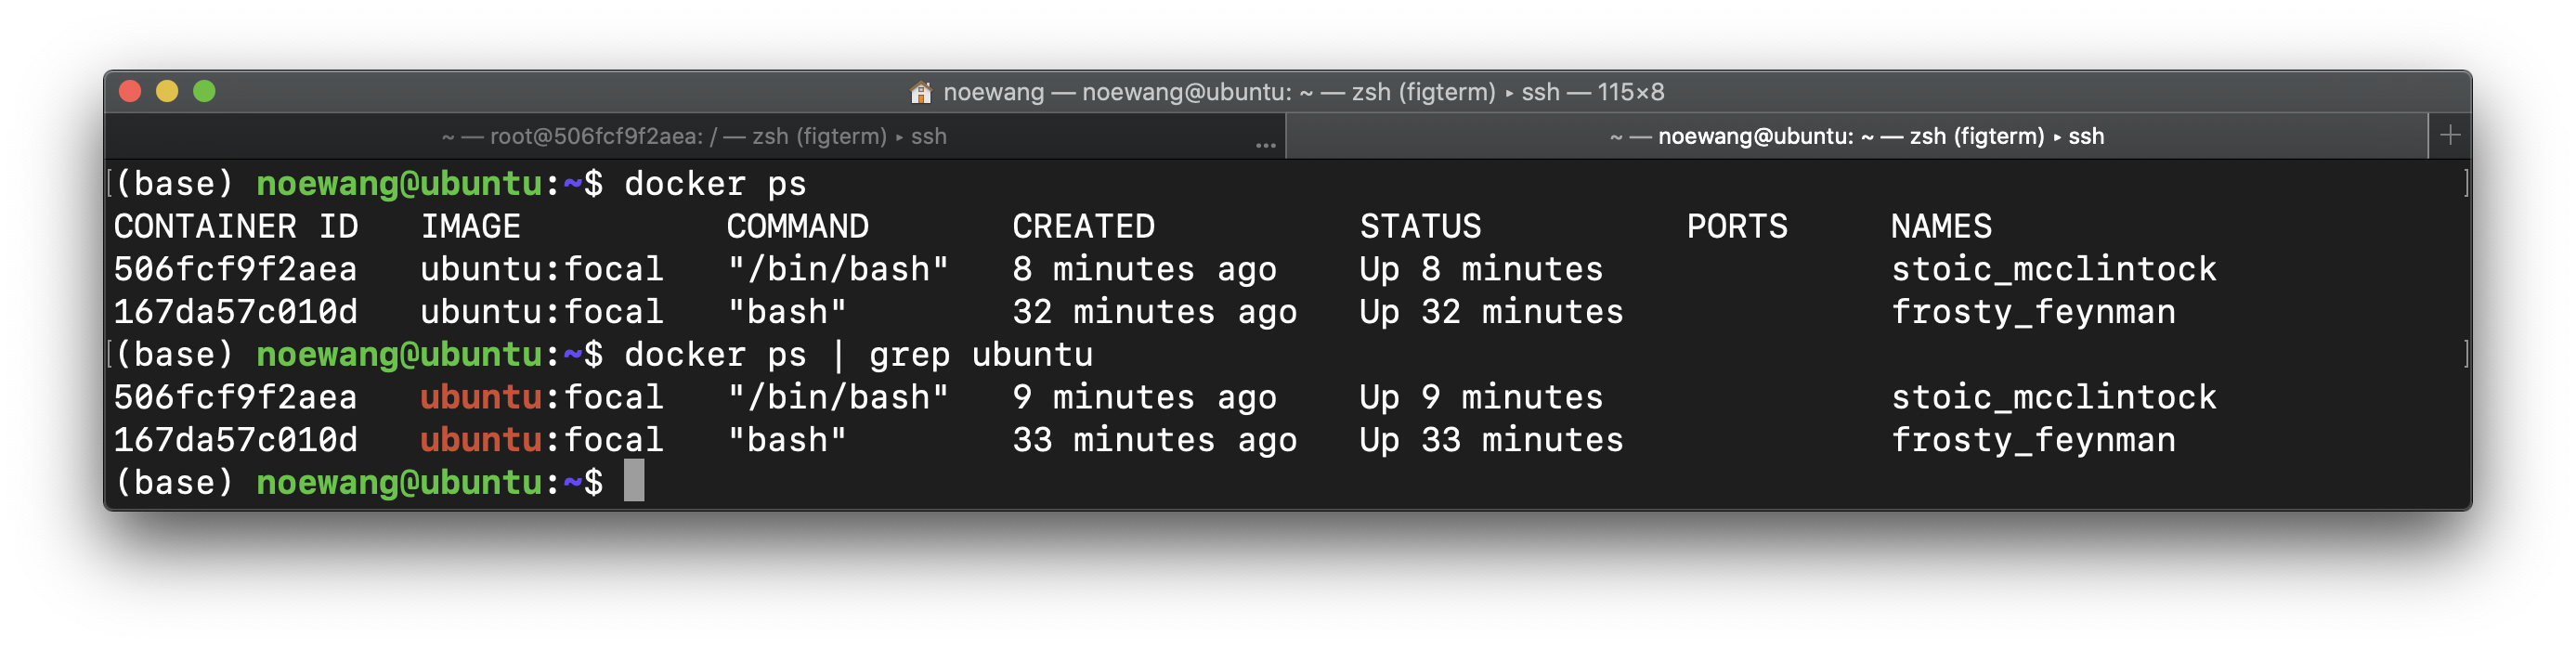 noewang — noewang@ubuntu: ~ — zsh (figterm) ▸ ssh — 115×8
~ — root@506fcf9f2aea: / — zsh (figterm) ▸ ssh ... ~ — noewang@ubuntu: ~ — zsh (figterm) ▸ ssh +
[(base) noewang@ubuntu:~$ docker ps ]
CONTAINER ID   IMAGE          COMMAND       CREATED          STATUS          PORTS     NAMES
506fcf9f2aea   ubuntu:focal   "/bin/bash"   8 minutes ago    Up 8 minutes              stoic_mcclintock
167da57c010d   ubuntu:focal   "bash"        32 minutes ago   Up 32 minutes             frosty_feynman
[(base) noewang@ubuntu:~$ docker ps | grep ubuntu ]
506fcf9f2aea   ubuntu:focal   "/bin/bash"   9 minutes ago    Up 9 minutes              stoic_mcclintock
167da57c010d   ubuntu:focal   "bash"        33 minutes ago   Up 33 minutes             frosty_feynman
(base) noewang@ubuntu:~$